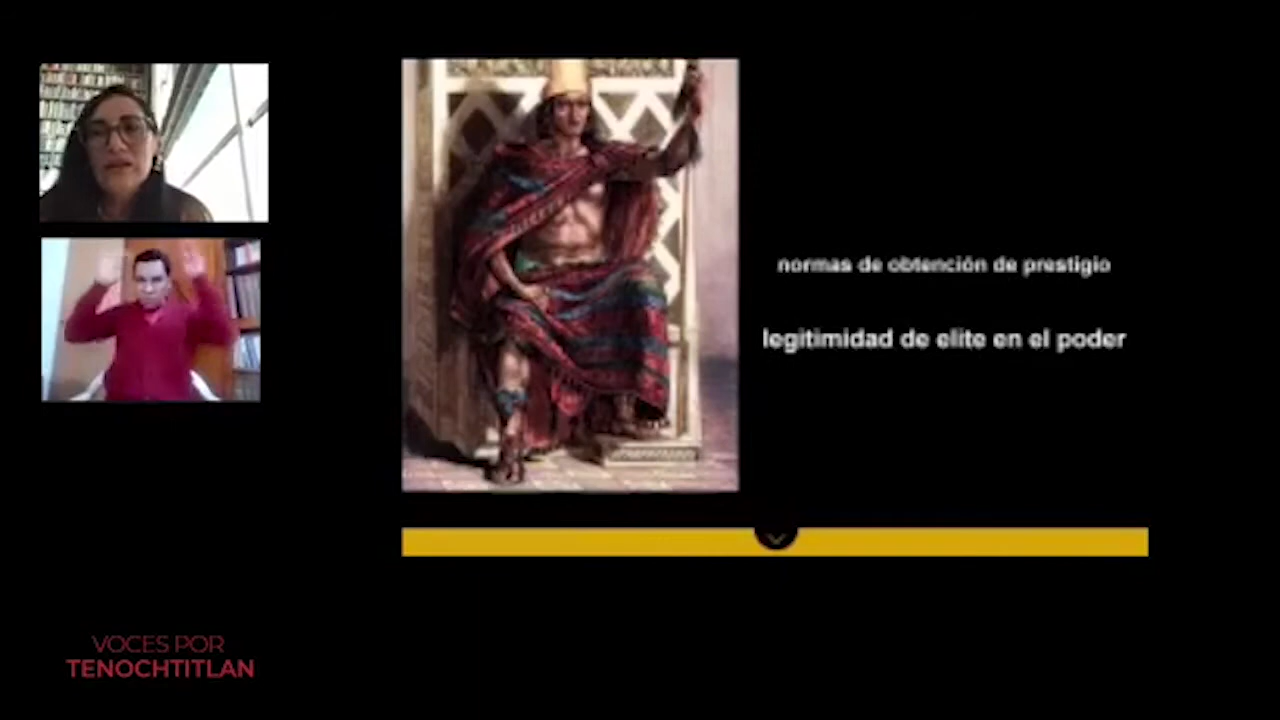 normas de obtención de prestigio
legitimidad de elite en el poder
VOCES POR
TENOCHTITLAN